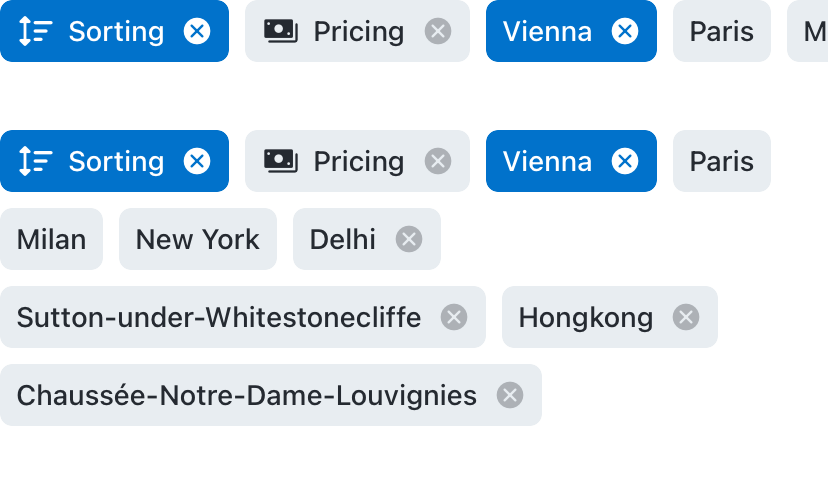 Sorting Pricing Vienna Paris M
Sorting Pricing Vienna Paris
Milan New York Delhi
Sutton-under-Whitestonecliffe Hongkong
Chaussée-Notre-Dame-Louvignies